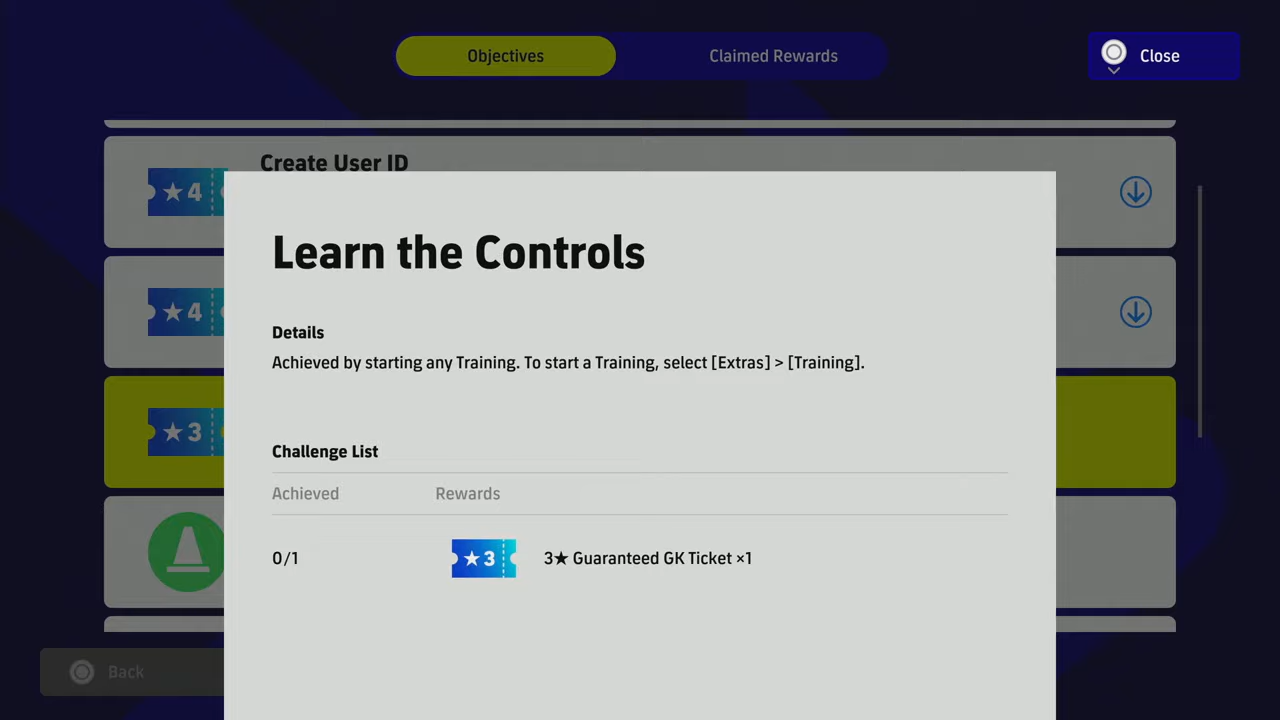 Objectives
Claimed Rewards
Close
Create User ID
★4
★4
★3
Learn the Controls
Details
Achieved by starting any Training. To start a Training, select [Extras] > [Training].
Challenge List
Achieved Rewards
0/1 ★3 3★ Guaranteed GK Ticket ×1
Back